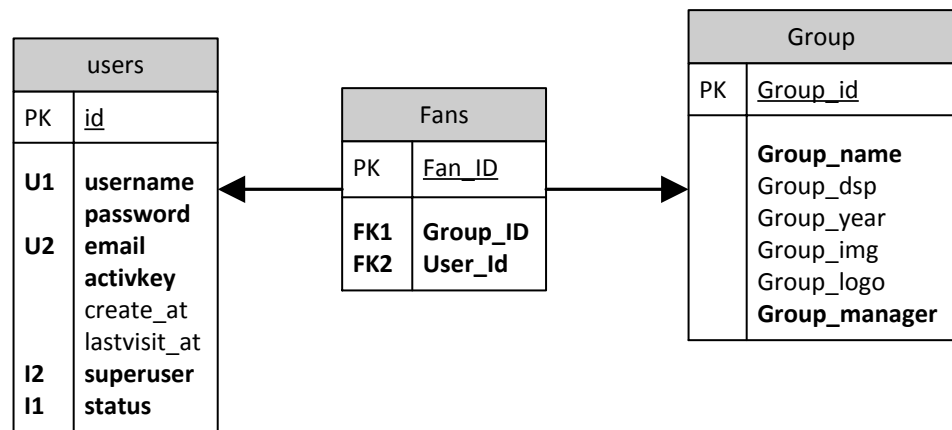 users
PK id
U1 username
password
U2 email
activkey
create_at
lastvisit_at
I2 superuser
I1 status
Fans
PK Fan_ID
FK1 Group_ID
FK2 User_Id
Group
PK Group_id
Group_name
Group_dsp
Group_year
Group_img
Group_logo
Group_manager